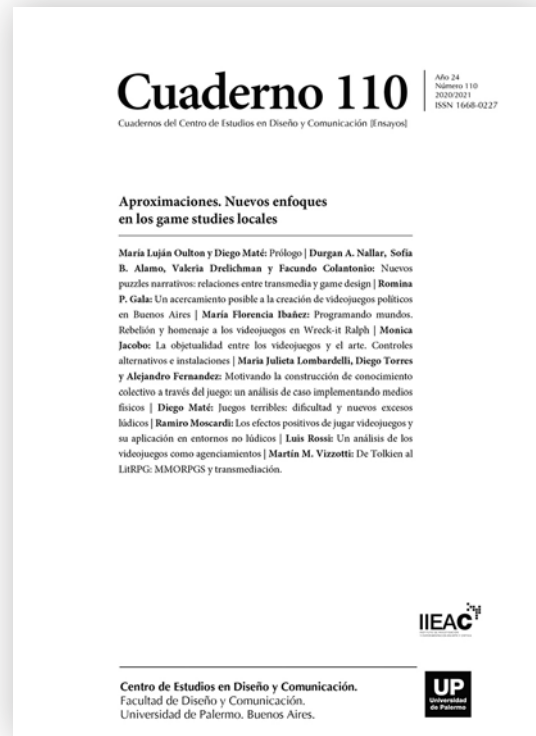 Cuaderno 110
Año 24
Número 110
2020/2021
ISSN 1668-0227
Cuadernos del Centro de Estudios en Diseño y Comunicación [Ensayos]
Aproximaciones. Nuevos enfoques
en los game studies locales
María Luján Oulton y Diego Maté: Prólogo | Durgan A. Nallar, Sofía
B. Alamo, Valeria Drelichman y Facundo Colantonio: Nuevos
puzzles narrativos: relaciones entre transmedia y game design | Romina
P. Gala: Un acercamiento posible a la creación de videojuegos políticos
en Buenos Aires | María Florencia Ibañez: Programando mundos.
Rebelión y homenaje a los videojuegos en Wreck-it Ralph | Monica
Jacobo: La objetualidad entre los videojuegos y el arte. Controles
alternativos e instalaciones | Maria Julieta Lombardelli, Diego Torres
y Alejandro Fernandez: Motivando la construcción de conocimiento
colectivo a través del juego: un análisis de caso implementando medios
físicos | Diego Maté: Juegos terribles: dificultad y nuevos excesos
lúdicos | Ramiro Moscardi: Los efectos positivos de jugar videojuegos y
su aplicación en entornos no lúdicos | Luis Rossi: Un análisis de los
videojuegos como agenciamientos | Martín M. Vizzotti: De Tolkien al
LitRPG: MMORPGS y transmediación.
IIEAC
Centro de Estudios en Diseño y Comunicación.
Facultad de Diseño y Comunicación.
Universidad de Palermo. Buenos Aires.
UP
Universidad
de Palermo